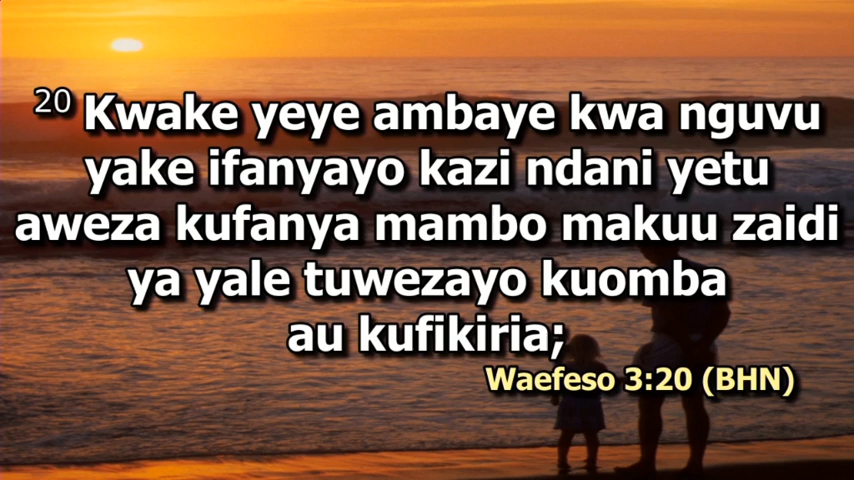 20 Kwake yeye ambaye kwa nguvu
yake ifanyayo kazi ndani yetu
aweza kufanya mambo makuu zaidi
ya yale tuwezayo kuomba
au kufikiria;
Waefeso 3:20 (BHN)